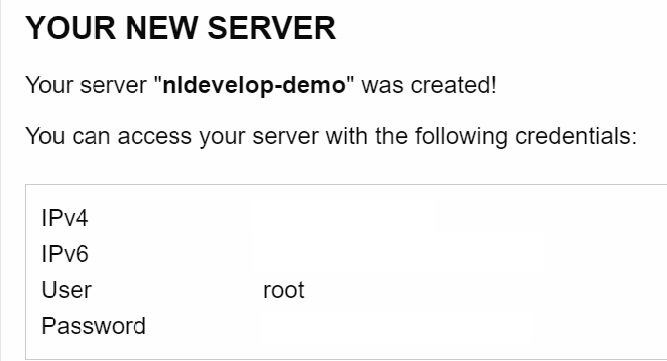 YOUR NEW SERVER
Your server "nldevelop-demo" was created!
You can access your server with the following credentials:
IPv4
IPv6
User root
Password